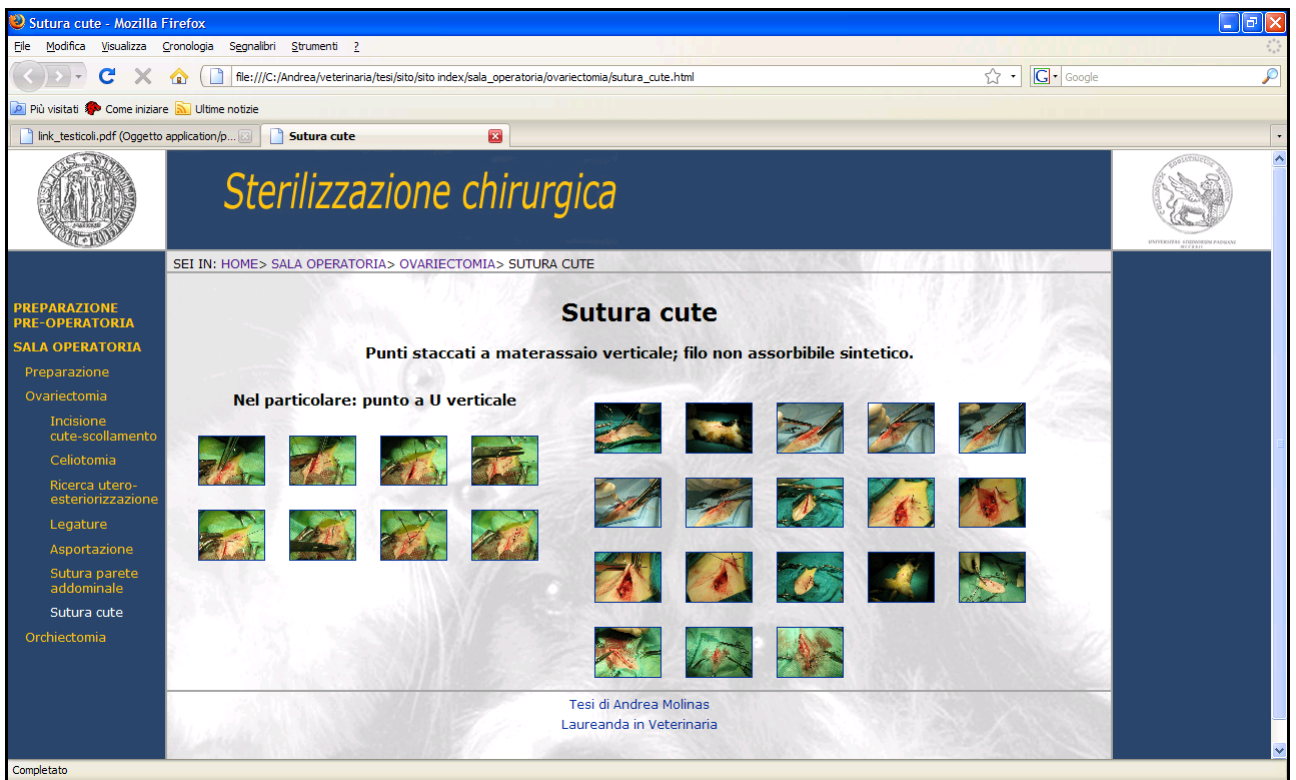 Sutura cute - Mozilla Firefox
File Modifica Visualizza Cronologia Segnalibri Strumenti ?
file:///C:/Andrea/veterinaria/tesi/sito/sito index/sala_operatoria/ovariectomia/sutura_cute.html
G Google
Più visitati Come iniziare Ultime notizie
link_testicoli.pdf (Oggetto application/p... Sutura cute
Sterilizzazione chirurgica
SEI IN: HOME> SALA OPERATORIA> OVARIECTOMIA> SUTURA CUTE
PREPARAZIONE
PRE-OPERATORIA
SALA OPERATORIA
Preparazione
Ovariectomia
Incisione
cute-scollamento
Celiotomia
Ricerca utero-
esteriorizzazione
Legature
Asportazione
Sutura parete
addominale
Sutura cute
Orchiectomia
Sutura cute
Punti staccati a materassaio verticale; filo non assorbibile sintetico.
Nel particolare: punto a U verticale
Tesi di Andrea Molinas
Laureanda in Veterinaria
Completato